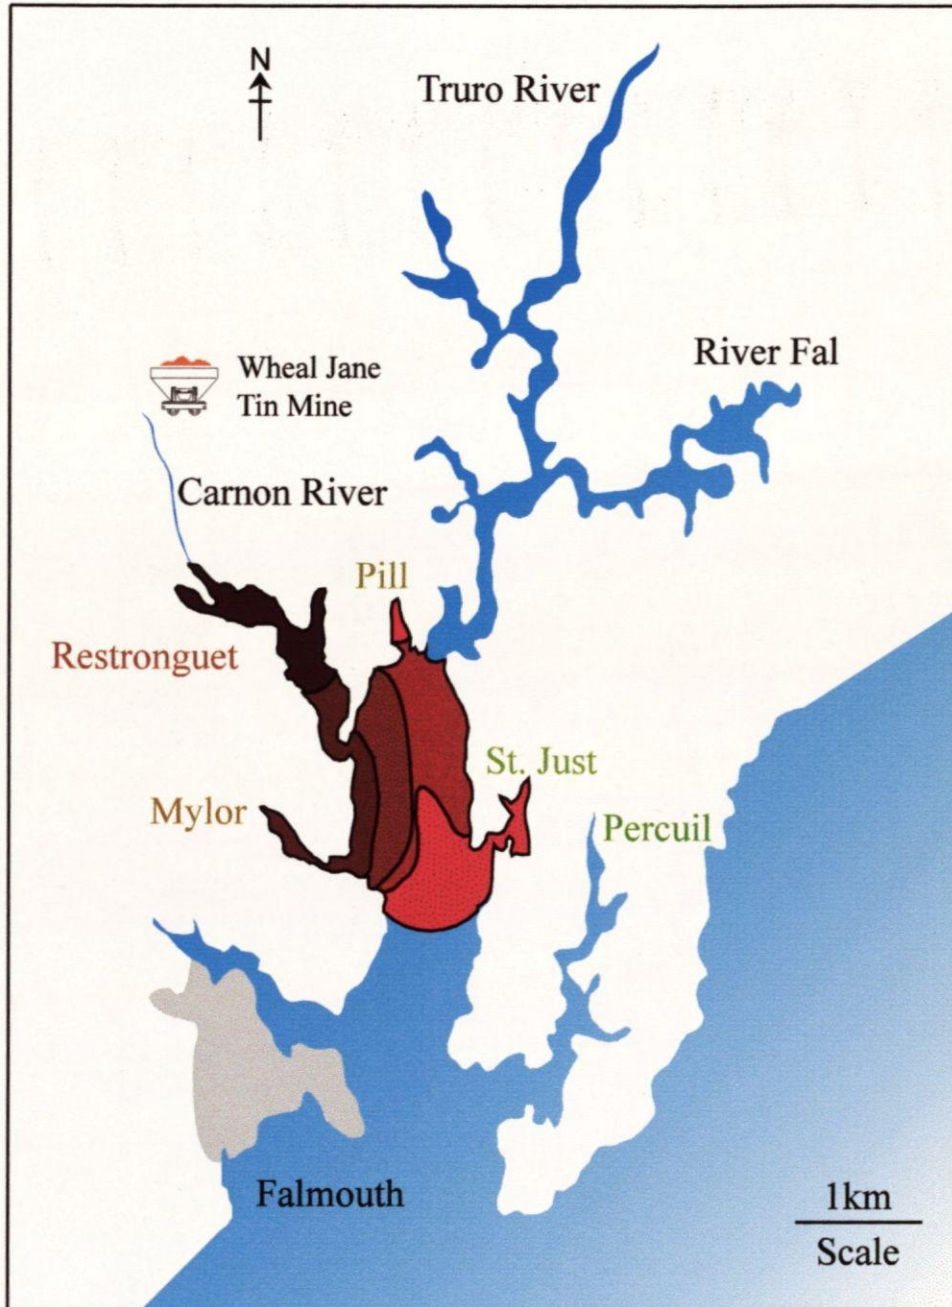 N
Truro River
River Fal
Wheal Jane
Tin Mine
Carnon River
Pill
Restronguet
St. Just
Mylor
Percuil
Falmouth
1km
Scale